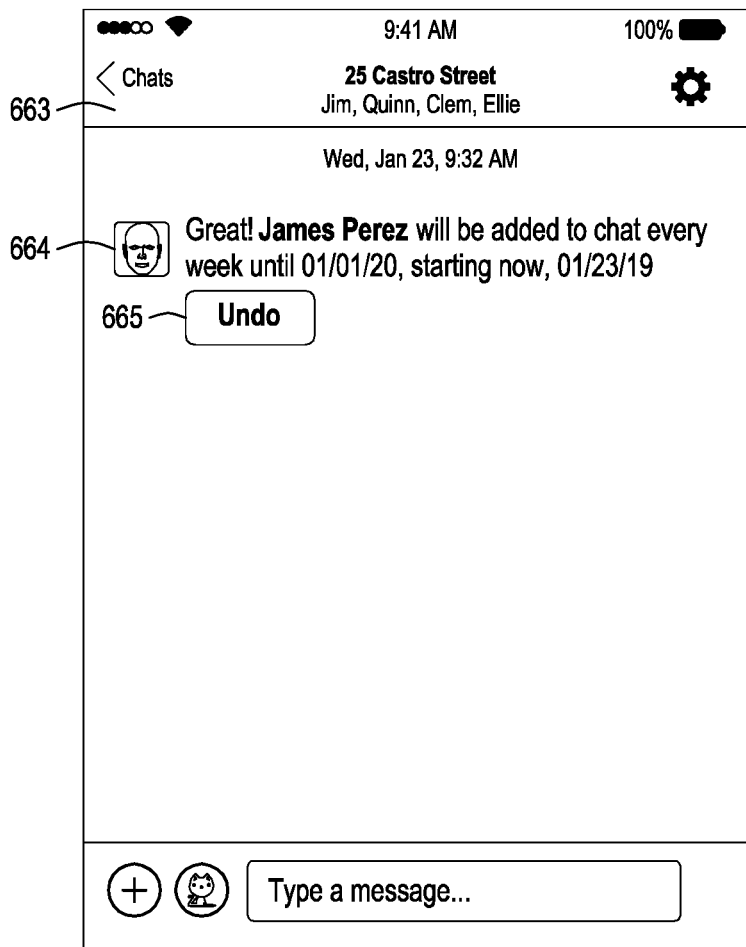 9:41 AM 100%
Chats 25 Castro Street
663 Jim, Quinn, Clem, Ellie
Wed, Jan 23, 9:32 AM
664 Great! James Perez will be added to chat every
week until 01/01/20, starting now, 01/23/19
665 Undo
Type a message...